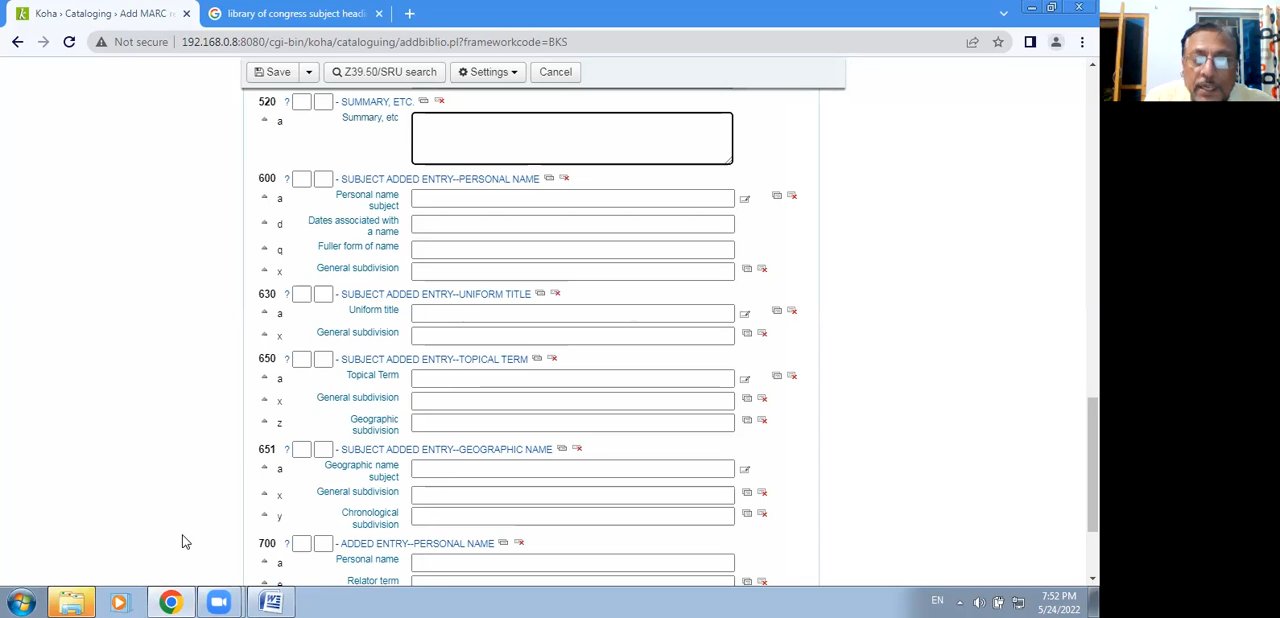 Koha › Cataloging › Add MARC re
library of congress subject headi
Not secure
192.168.0.8:8080/cgi-bin/koha/cataloguing/addbiblio.pl?frameworkcode=BKS
Save
Z39.50/SRU search
Settings
Cancel
520 ? - SUMMARY, ETC.
a Summary, etc
600 ? - SUBJECT ADDED ENTRY--PERSONAL NAME
a Personal name
subject
d Dates associated with
a name
q Fuller form of name
x General subdivision
630 ? - SUBJECT ADDED ENTRY--UNIFORM TITLE
a Uniform title
x General subdivision
650 ? - SUBJECT ADDED ENTRY--TOPICAL TERM
a Topical Term
x General subdivision
z Geographic
subdivision
651 ? - SUBJECT ADDED ENTRY--GEOGRAPHIC NAME
a Geographic name
subject
x General subdivision
y Chronological
subdivision
700 ? - ADDED ENTRY--PERSONAL NAME
a Personal name
e Relator term
EN
7:52 PM
5/24/2022